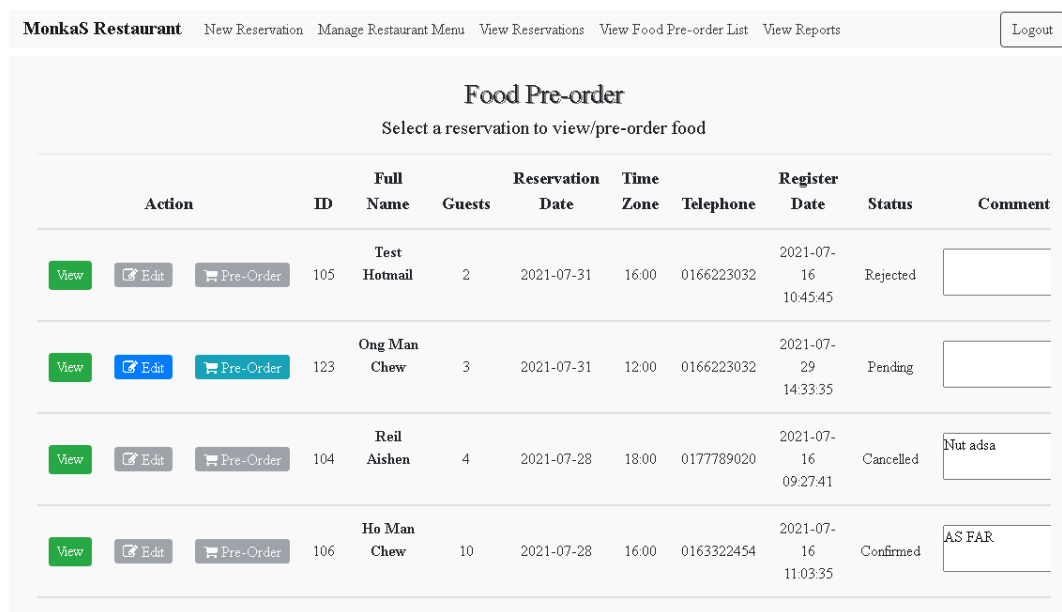 MonkaS Restaurant New Reservation Manage Restaurant Menu View Reservations View Food Pre-order List View Reports Logout
Food Pre-order
Select a reservation to view/pre-order food
Action ID Full Name Guests Reservation Date Time Zone Telephone Register Date Status Comment
View Edit Pre-Order 105 Test Hotmail 2 2021-07-31 16:00 0166223032 2021-07-16 10:45:45 Rejected
View Edit Pre-Order 123 Ong Man Chew 3 2021-07-31 12:00 0166223032 2021-07-29 14:33:35 Pending
View Edit Pre-Order 104 Reil Aishen 4 2021-07-28 18:00 0177789020 2021-07-16 09:27:41 Cancelled Nut adsa
View Edit Pre-Order 106 Ho Man Chew 10 2021-07-28 16:00 0163322454 2021-07-16 11:03:35 Confirmed AS FAR